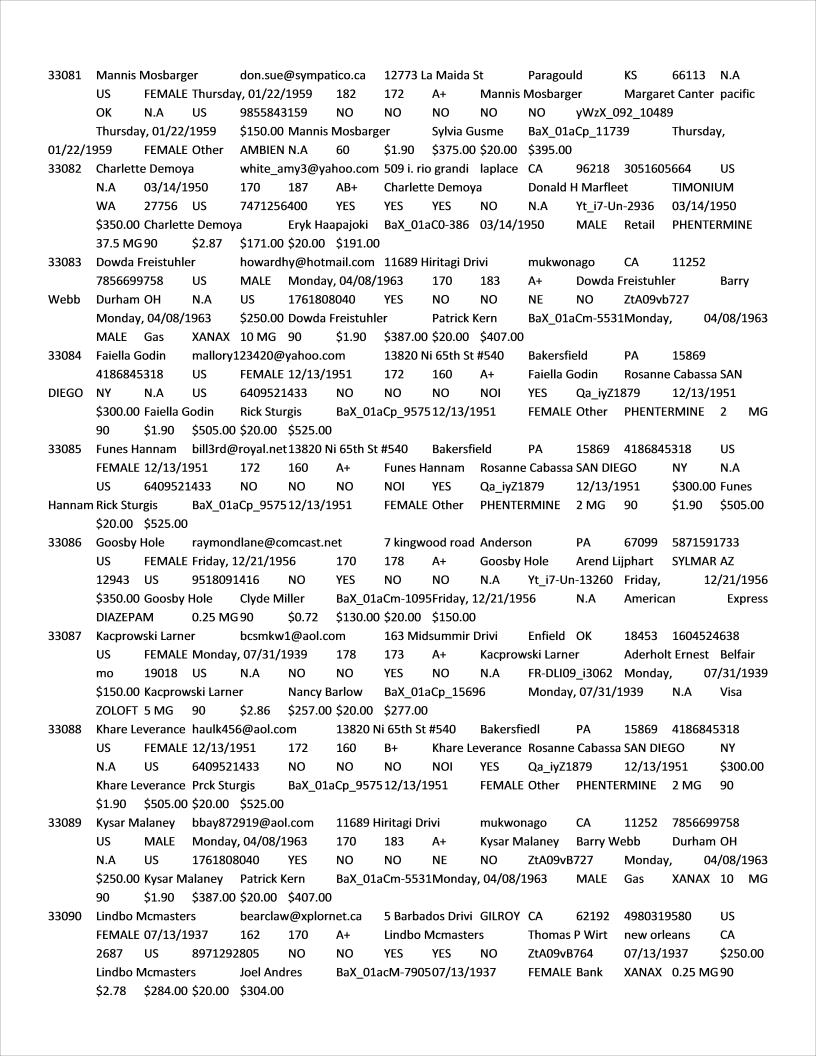 33081 Mannis Mosbarger don.sue@sympatico.ca 12773 La Maida St Paragould KS 66113 N.A
US FEMALE Thursday, 01/22/1959 182 172 A+ Mannis Mosbarger Margaret Canter pacific
OK N.A US 9855843159 NO NO NO NO NO yWzX_092_10489
Thursday, 01/22/1959 $150.00 Mannis Mosbarger Sylvia Gusme BaX_01aCp_11739 Thursday,
01/22/1959 FEMALE Other AMBIEN N.A 60 $1.90 $375.00 $20.00 $395.00
33082 Charlette Demoya white_amy3@yahoo.com 509 i. rio grandi laplace CA 96218 3051605664 US
N.A 03/14/1950 170 187 AB+ Charlette Demoya Donald H Marfleet TIMONIUM
WA 27756 US 7471256400 YES YES YES NO N.A Yt_i7-Un-2936 03/14/1950
$350.00 Charlette Demoya Eryk Haapajoki BaX_01aC0-386 03/14/1950 MALE Retail PHENTERMINE
37.5 MG 90 $2.87 $171.00 $20.00 $191.00
33083 Dowda Freistuhler howardhy@hotmail.com 11689 Hiritagi Drivi mukwonago CA 11252
7856699758 US MALE Monday, 04/08/1963 170 183 A+ Dowda Freistuhler Barry
Webb Durham OH N.A US 1761808040 YES NO NO NE NO ZtA09vb727
Monday, 04/08/1963 $250.00 Dowda Freistuhler Patrick Kern BaX_01aCm-5531Monday, 04/08/1963
MALE Gas XANAX 10 MG 90 $1.90 $387.00 $20.00 $407.00
33084 Faiella Godin mallory123420@yahoo.com 13820 Ni 65th St #540 Bakersfield PA 15869
4186845318 US FEMALE 12/13/1951 172 160 A+ Faiella Godin Rosanne Cabassa SAN
DIEGO NY N.A US 6409521433 NO NO NO NOI YES Qa_iyZ1879 12/13/1951
$300.00 Faiella Godin Rick Sturgis BaX_01aCp_9575 12/13/1951 FEMALE Other PHENTERMINE 2 MG
90 $1.90 $505.00 $20.00 $525.00
33085 Funes Hannam bill3rd@royal.net 13820 Ni 65th St #540 Bakersfield PA 15869 4186845318 US
FEMALE 12/13/1951 172 160 A+ Funes Hannam Rosanne Cabassa SAN DIEGO NY N.A
US 6409521433 NO NO NO NOI YES Qa_iyZ1879 12/13/1951 $300.00 Funes
Hannam Rick Sturgis BaX_01aCp_9575 12/13/1951 FEMALE Other PHENTERMINE 2 MG 90 $1.90 $505.00
$20.00 $525.00
33086 Goosby Hole raymondlane@comcast.net 7 kingwood road Anderson PA 67099 5871591733
US FEMALE Friday, 12/21/1956 170 178 A+ Goosby Hole Arend Lijphart SYLMAR AZ
12943 US 9518091416 NO YES NO NO N.A Yt_i7-Un-13260 Friday, 12/21/1956
$350.00 Goosby Hole Clyde Miller BaX_01aCm-1095Friday, 12/21/1956 N.A American Express
DIAZEPAM 0.25 MG 90 $0.72 $130.00 $20.00 $150.00
33087 Kacprowski Larner bcsmkw1@aol.com 163 Midsummir Drivi Enfield OK 18453 1604524638
US FEMALE Monday, 07/31/1939 178 173 A+ Kacprowski Larner Aderholt Ernest Belfair
mo 19018 US N.A NO NO YES NO N.A FR-DLI09_i3062 Monday, 07/31/1939
$150.00 Kacprowski Larner Nancy Barlow BaX_01aCp_15696 Monday, 07/31/1939 N.A Visa
ZOLOFT 5 MG 90 $2.86 $257.00 $20.00 $277.00
33088 Khare Leverance haulk456@aol.com 13820 Ni 65th St #540 Bakersfiedl PA 15869 4186845318
US FEMALE 12/13/1951 172 160 B+ Khare Leverance Rosanne Cabassa SAN DIEGO NY
N.A US 6409521433 NO NO NO NOI YES Qa_iyZ1879 12/13/1951 $300.00
Khare Leverance Prck Sturgis BaX_01aCp_9575 12/13/1951 FEMALE Other PHENTERMINE 2 MG 90
$1.90 $505.00 $20.00 $525.00
33089 Kysar Malaney bbay872919@aol.com 11689 Hiritagi Drivi mukwonago CA 11252 7856699758
US MALE Monday, 04/08/1963 170 183 A+ Kysar Malaney Barry Webb Durham OH
N.A US 1761808040 YES NO NO NE NO ZtA09vB727 Monday, 04/08/1963
$250.00 Kysar Malaney Patrick Kern BaX_01aCm-5531Monday, 04/08/1963 MALE Gas XANAX 10 MG
90 $1.90 $387.00 $20.00 $407.00
33090 Lindbo Mcmasters bearclaw@xplornet.ca 5 Barbados Drivi GILROY CA 62192 4980319580 US
FEMALE 07/13/1937 162 170 A+ Lindbo Mcmasters Thomas P Wirt new orleans CA
2687 US 8971292805 NO NO YES YES NO ZtA09vB764 07/13/1937 $250.00
Lindbo Mcmasters Joel Andres BaX_01acM-7905 07/13/1937 FEMALE Bank XANAX 0.25 MG 90
$2.78 $284.00 $20.00 $304.00